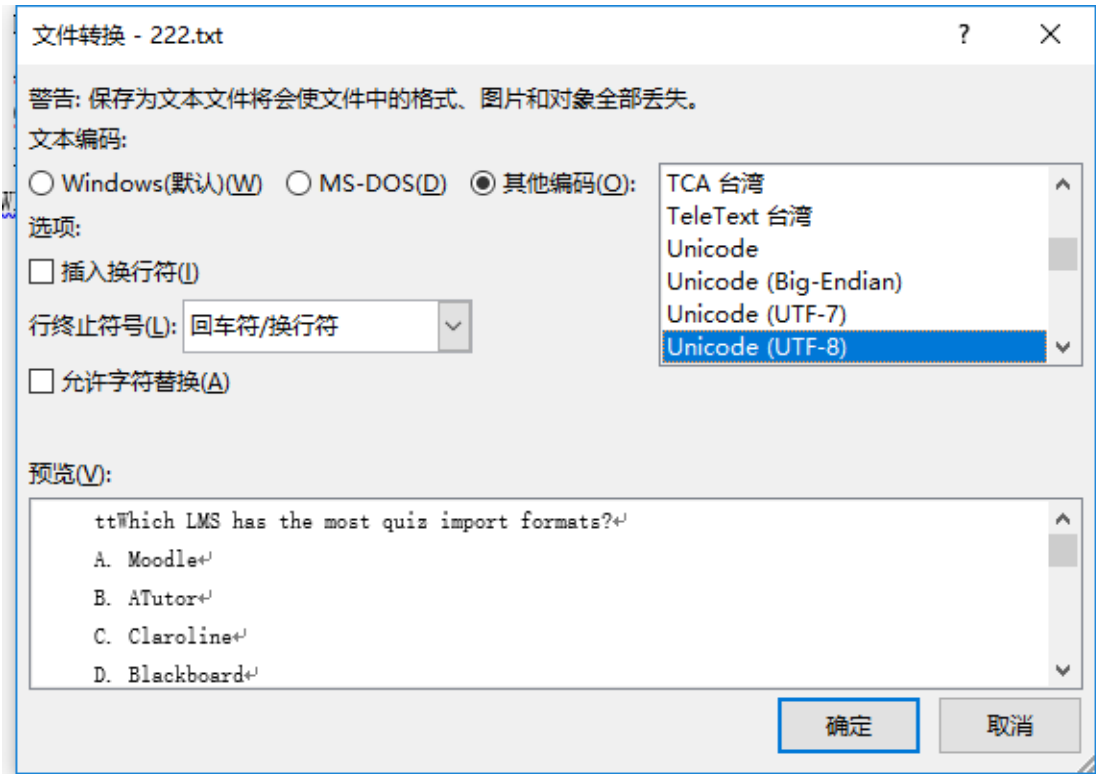 文件转换 - 222.txt
? ×
警告: 保存为文本文件将会使文件中的格式、图片和对象全部丢失。
文本编码:
Windows(默认)(W) MS-DOS(D) 其他编码(O):
TCA 台湾
TeleText 台湾
Unicode
Unicode (Big-Endian)
Unicode (UTF-7)
Unicode (UTF-8)
选项:
插入换行符(I)
行终止符号(L): 回车符/换行符
允许字符替换(A)
预览(V):
ttWhich LMS has the most quiz import formats?↵
A. Moodle↵
B. ATutor↵
C. Claroline↵
D. Blackboard↵
确定 取消